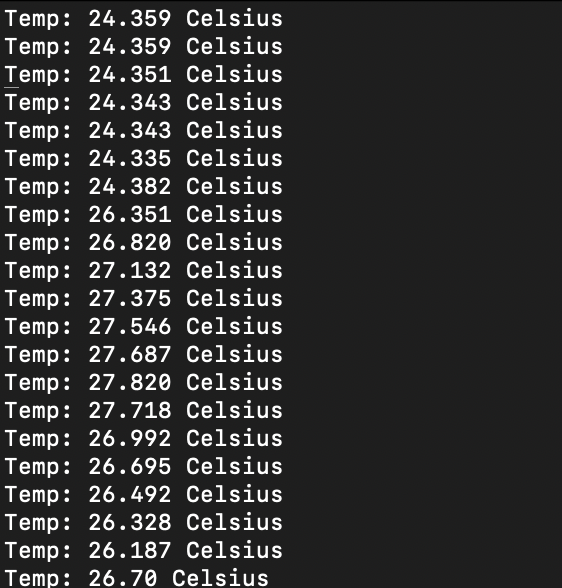 Temp: 24.359 Celsius
Temp: 24.359 Celsius
Temp: 24.351 Celsius
Temp: 24.343 Celsius
Temp: 24.343 Celsius
Temp: 24.335 Celsius
Temp: 24.382 Celsius
Temp: 26.351 Celsius
Temp: 26.820 Celsius
Temp: 27.132 Celsius
Temp: 27.375 Celsius
Temp: 27.546 Celsius
Temp: 27.687 Celsius
Temp: 27.820 Celsius
Temp: 27.718 Celsius
Temp: 26.992 Celsius
Temp: 26.695 Celsius
Temp: 26.492 Celsius
Temp: 26.328 Celsius
Temp: 26.187 Celsius
Temp: 26.70 Celsius